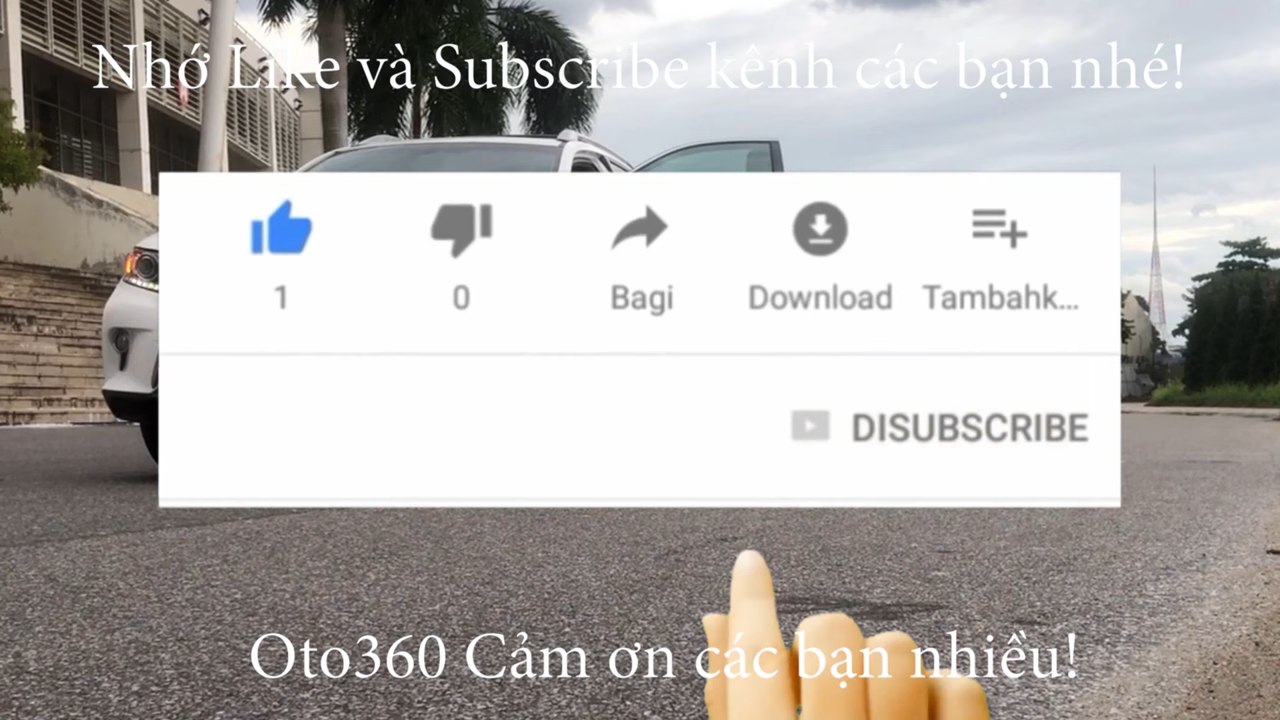 Nhớ Like và Subscribe kênh các bạn nhé!
1 0 Bagi Download Tambahk...
DISUBSCRIBE
Oto360 Cảm ơn các bạn nhiều!